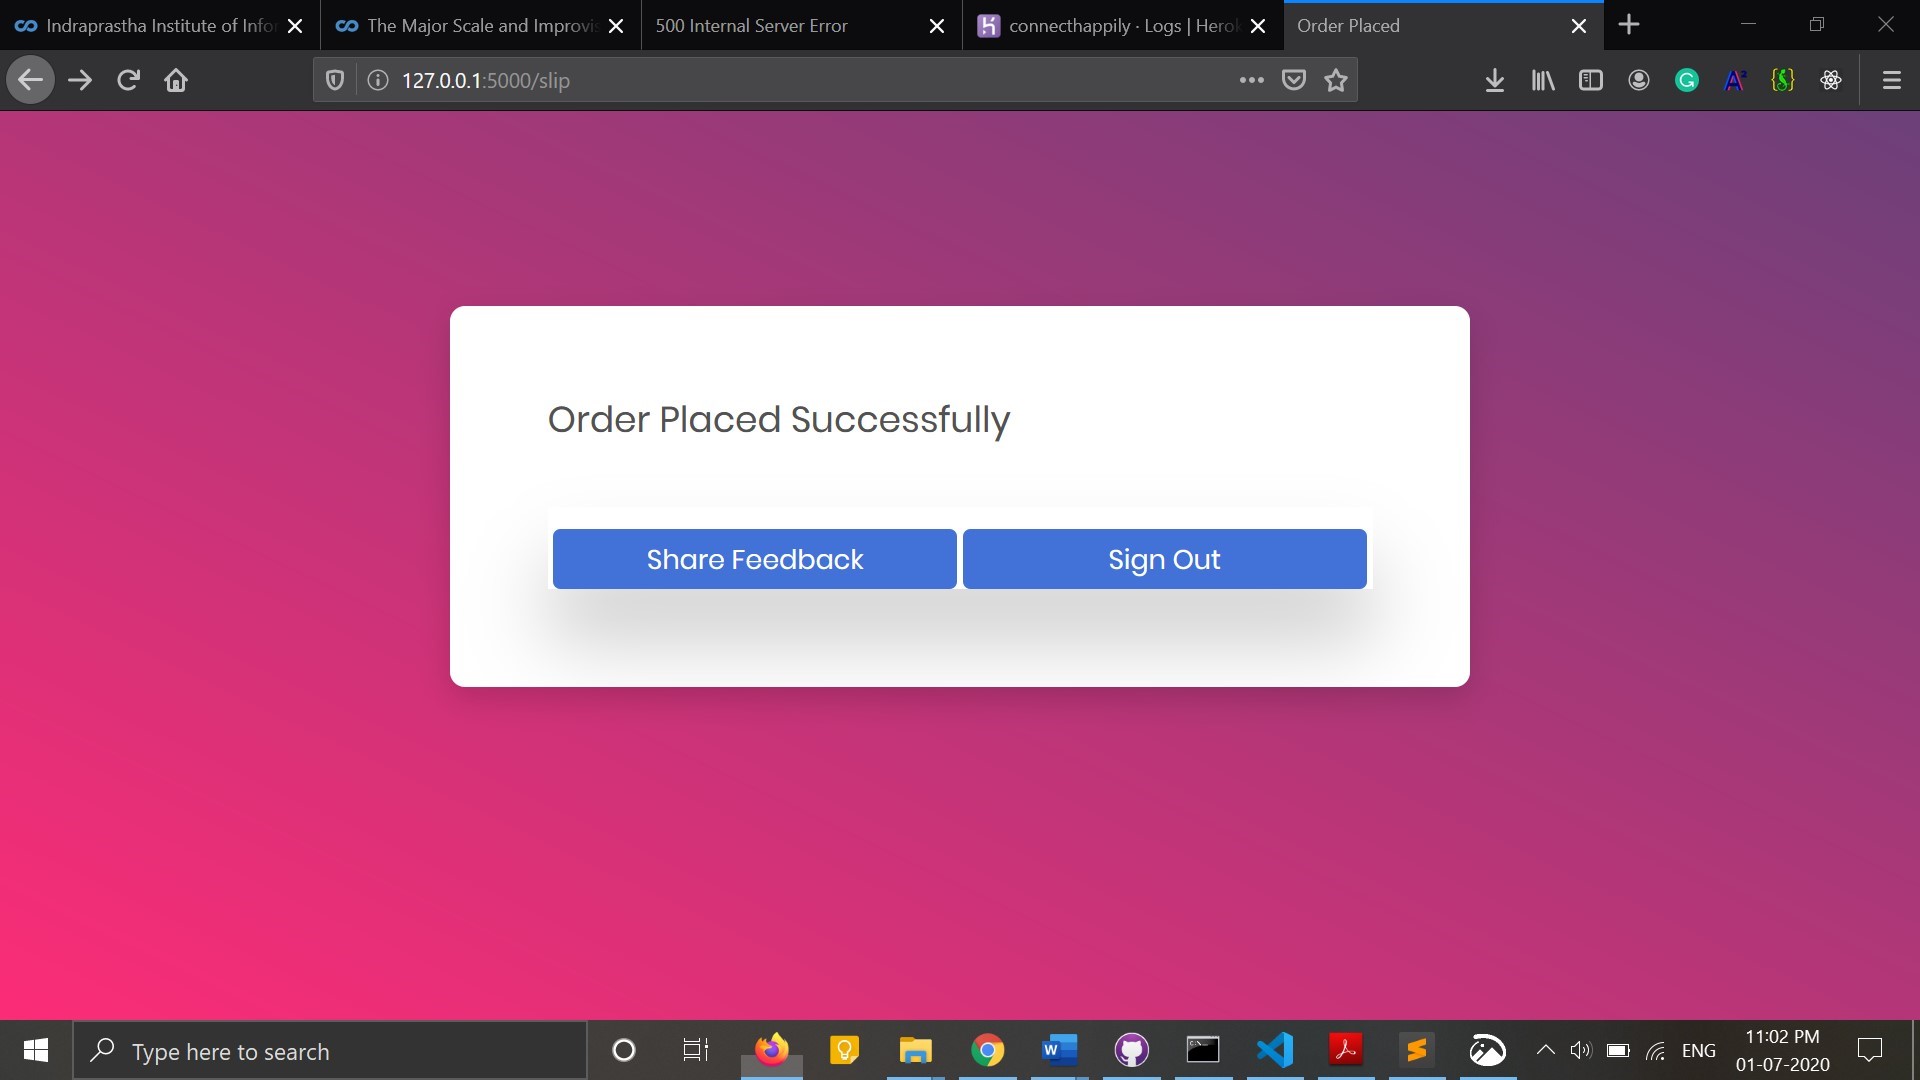 Indraprastha Institute of Infor
The Major Scale and Improvis
500 Internal Server Error
connecthappily · Logs | Herok
Order Placed
127.0.0.1:5000/slip
Order Placed Successfully
Share Feedback
Sign Out
Type here to search
ENG
11:02 PM
01-07-2020